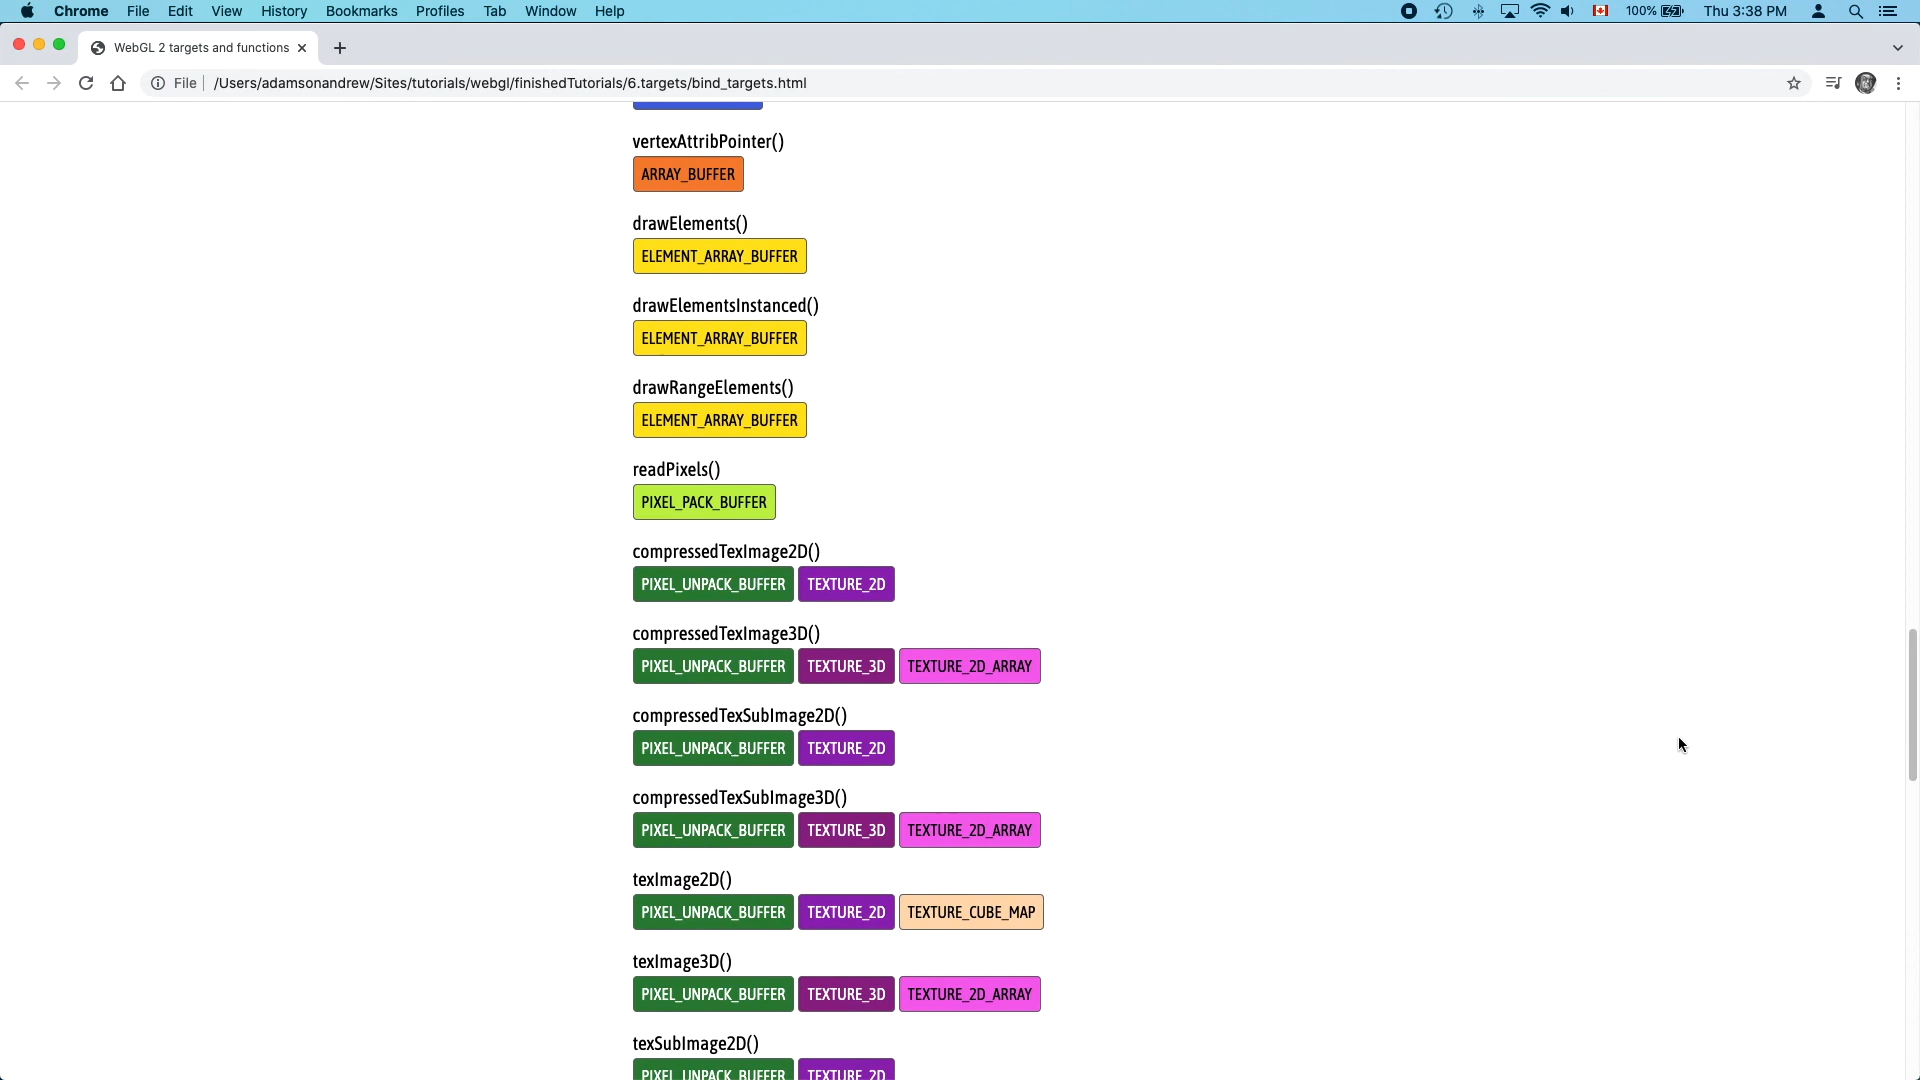 Chrome File Edit View History Bookmarks Profiles Tab Window Help 100% Thu 3:38 PM
WebGL 2 targets and functions
File /Users/adamsonandrew/Sites/tutorials/webgl/finishedTutorials/6.targets/bind_targets.html
vertexAttribPointer()
ARRAY_BUFFER
drawElements()
ELEMENT_ARRAY_BUFFER
drawElementsInstanced()
ELEMENT_ARRAY_BUFFER
drawRangeElements()
ELEMENT_ARRAY_BUFFER
readPixels()
PIXEL_PACK_BUFFER
compressedTexImage2D()
PIXEL_UNPACK_BUFFER TEXTURE_2D
compressedTexImage3D()
PIXEL_UNPACK_BUFFER TEXTURE_3D TEXTURE_2D_ARRAY
compressedTexSubImage2D()
PIXEL_UNPACK_BUFFER TEXTURE_2D
compressedTexSubImage3D()
PIXEL_UNPACK_BUFFER TEXTURE_3D TEXTURE_2D_ARRAY
texImage2D()
PIXEL_UNPACK_BUFFER TEXTURE_2D TEXTURE_CUBE_MAP
texImage3D()
PIXEL_UNPACK_BUFFER TEXTURE_3D TEXTURE_2D_ARRAY
texSubImage2D()
PIXEL_UNPACK_BUFFER TEXTURE_2D